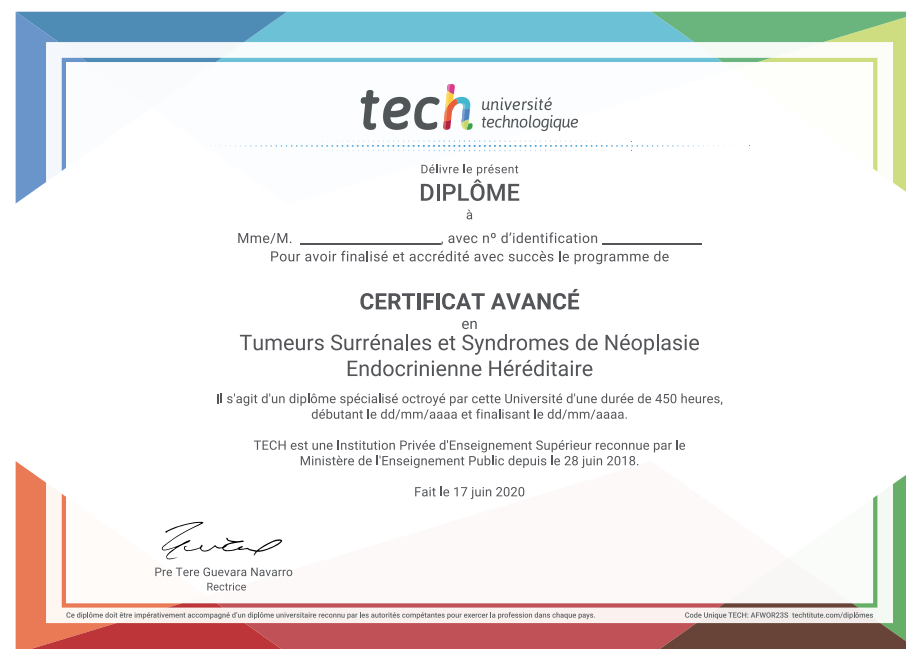 tech université
technologique
Délivre le présent
DIPLÔME
à
Mme/M. ____________________, avec nº d'identification ______________
Pour avoir finalisé et accrédité avec succès le programme de
CERTIFICAT AVANCÉ
en
Tumeurs Surrénales et Syndromes de Néoplasie
Endocrinienne Héréditaire
Il s'agit d'un diplôme spécialisé octroyé par cette Université d'une durée de 450 heures,
débutant le dd/mm/aaaa et finalisant le dd/mm/aaaa.
TECH est une Institution Privée d'Enseignement Supérieur reconnue par le
Ministère de l'Enseignement Public depuis le 28 juin 2018.
Fait le 17 juin 2020
Pre Tere Guevara Navarro
Rectrice
Ce diplôme doit être impérativement accompagné d'un diplôme universitaire reconnu par les autorités compétentes pour exercer la profession dans chaque pays.
Code Unique TECH: AFWOR23S techtitute.com/diplômes